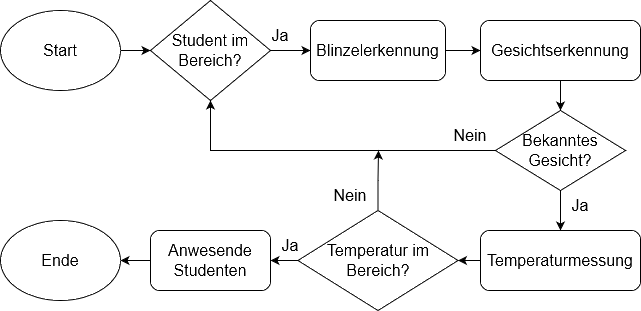 Start
Student im
Bereich?
Ja
Blinzelerkennung
Gesichtserkennung
Nein
Bekanntes
Gesicht?
Ja
Nein
Ende
Anwesende
Studenten
Ja
Temperatur im
Bereich?
Temperaturmessung